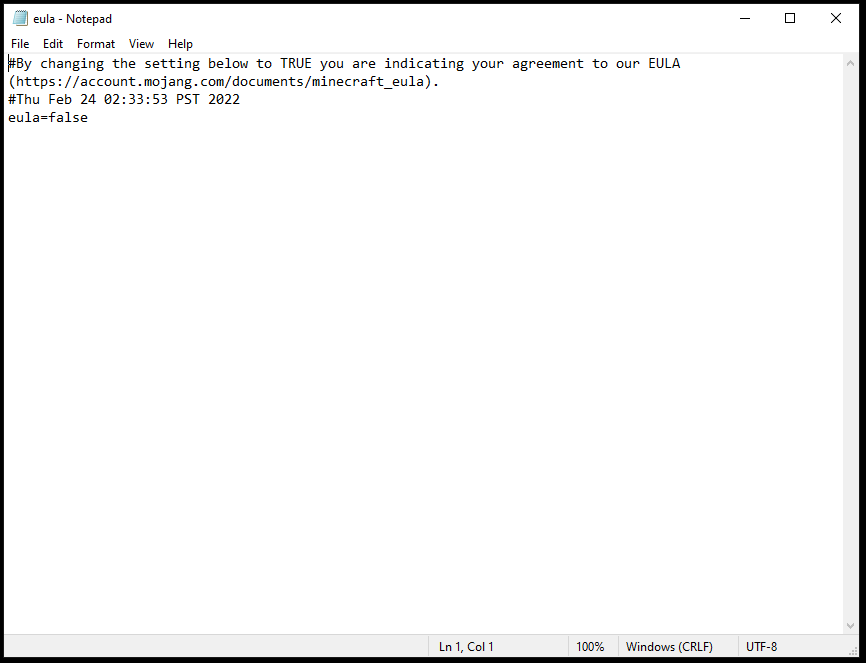 eula - Notepad
File Edit Format View Help
#By changing the setting below to TRUE you are indicating your agreement to our EULA
(https://account.mojang.com/documents/minecraft_eula).
#Thu Feb 24 02:33:53 PST 2022
eula=false
Ln 1, Col 1 100% Windows (CRLF) UTF-8